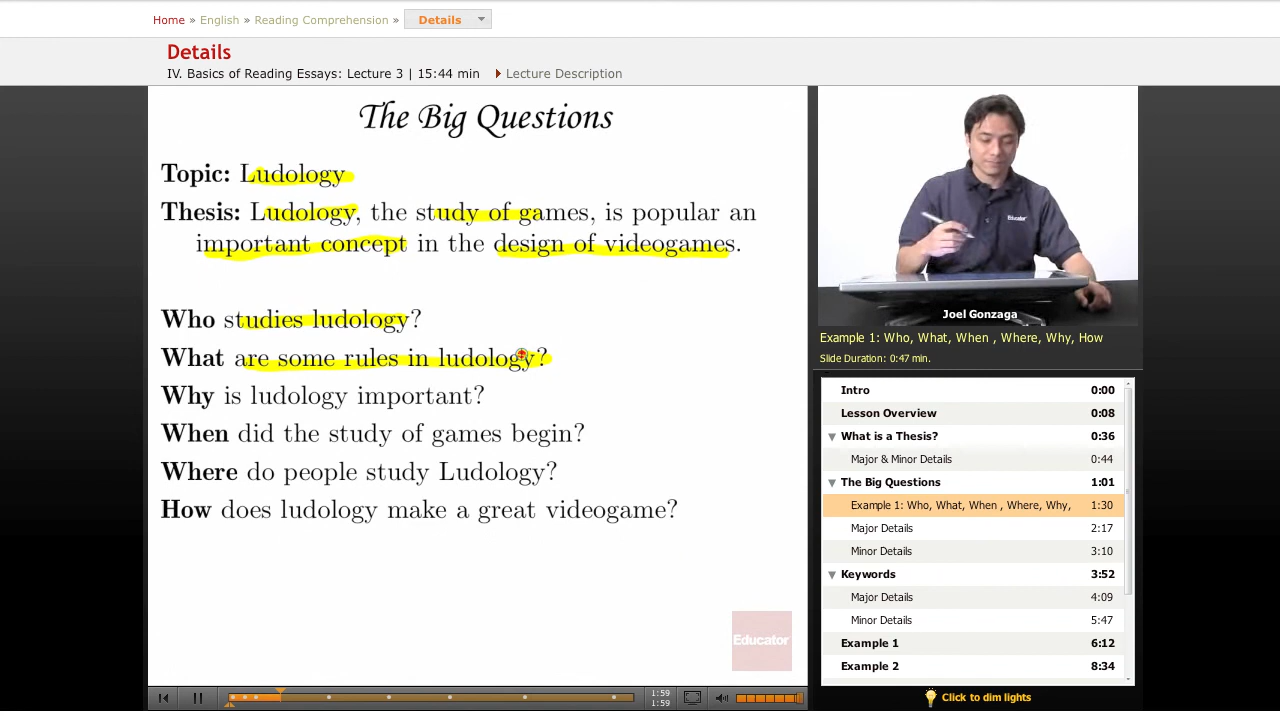 Home » English » Reading Comprehension » Details
Details
IV. Basics of Reading Essays: Lecture 3 | 15:44 min Lecture Description
The Big Questions
Topic: Ludology
Thesis: Ludology, the study of games, is popular an
important concept in the design of videogames.
Who studies ludology?
What are some rules in ludology?
Why is ludology important?
When did the study of games begin?
Where do people study Ludology?
How does ludology make a great videogame?
Educator
1:59
1:59
Educator
Joel Gonzaga
Example 1: Who, What, When , Where, Why, How
Slide Duration: 0:47 min.
Intro 0:00
Lesson Overview 0:08
What is a Thesis? 0:36
Major & Minor Details 0:44
The Big Questions 1:01
Example 1: Who, What, When , Where, Why, 1:30
Major Details 2:17
Minor Details 3:10
Keywords 3:52
Major Details 4:09
Minor Details 5:47
Example 1 6:12
Example 2 8:34
Click to dim lights